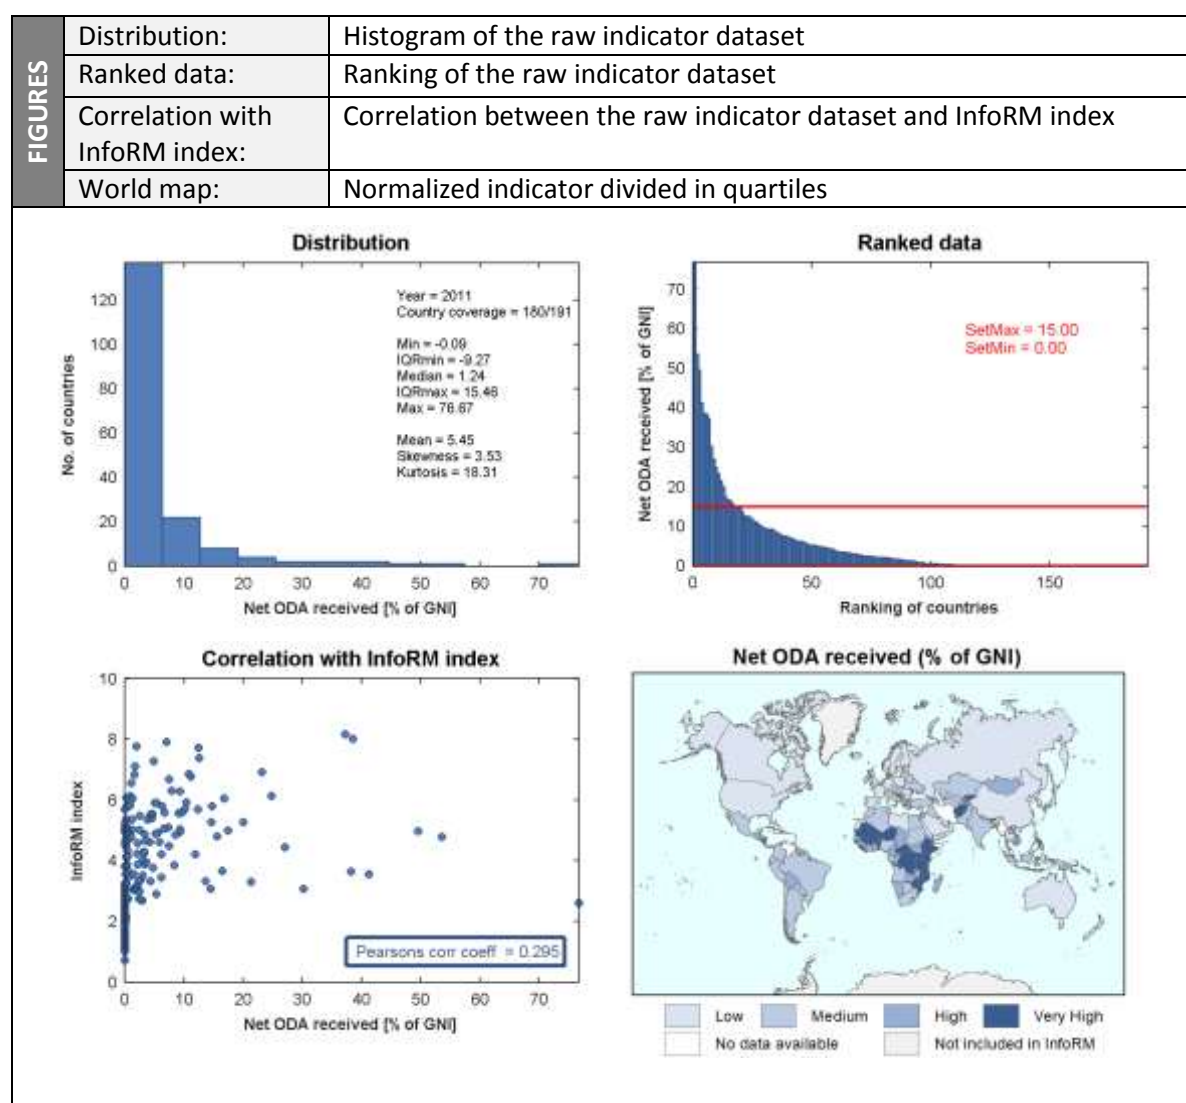 FIGURES
Distribution: Histogram of the raw indicator dataset
Ranked data: Ranking of the raw indicator dataset
Correlation with Correlation between the raw indicator dataset and InfoRM index
InfoRM index:
World map: Normalized indicator divided in quartiles
Distribution
No. of countries
120
100
80
60
40
20
0
Year = 2011
Country coverage = 180/191
Min = -0.09
IQRmin = -9.27
Median = 1.24
IQRmax = 15.46
Max = 76.67
Mean = 5.45
Skewness = 3.53
Kurtosis = 18.31
0 10 20 30 40 50 60 70
Net ODA received [% of GNI]
Ranked data
Net ODA received [% of GNI]
70
60
50
40
30
20
10
0
SetMax = 15.00
SetMin = 0.00
0 50 100 150
Ranking of countries
Correlation with InfoRM index
InfoRM index
10
8
6
4
2
0
Pearsons corr coeff = 0.295
0 10 20 30 40 50 60 70
Net ODA received [% of GNI]
Net ODA received (% of GNI)
Low Medium High Very High
No data available Not included in InfoRM